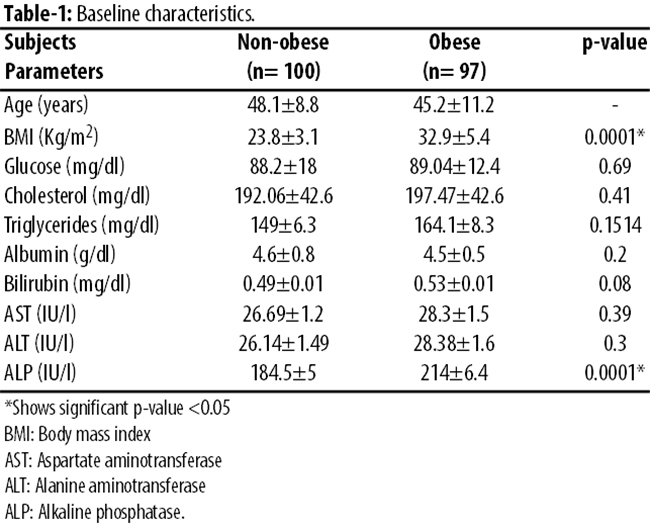 Table-1: Baseline characteristics.
Subjects Non-obese Obese p-value
Parameters (n= 100) (n= 97)
Age (years) 48.1±8.8 45.2±11.2 -
BMI (Kg/m²) 23.8±3.1 32.9±5.4 0.0001*
Glucose (mg/dl) 88.2±18 89.04±12.4 0.69
Cholesterol (mg/dl) 192.06±42.6 197.47±42.6 0.41
Triglycerides (mg/dl) 149±6.3 164.1±8.3 0.1514
Albumin (g/dl) 4.6±0.8 4.5±0.5 0.2
Bilirubin (mg/dl) 0.49±0.01 0.53±0.01 0.08
AST (IU/l) 26.69±1.2 28.3±1.5 0.39
ALT (IU/l) 26.14±1.49 28.38±1.6 0.3
ALP (IU/l) 184.5±5 214±6.4 0.0001*
*Shows significant p-value <0.05
BMI: Body mass index
AST: Aspartate aminotransferase
ALT: Alanine aminotransferase
ALP: Alkaline phosphatase.